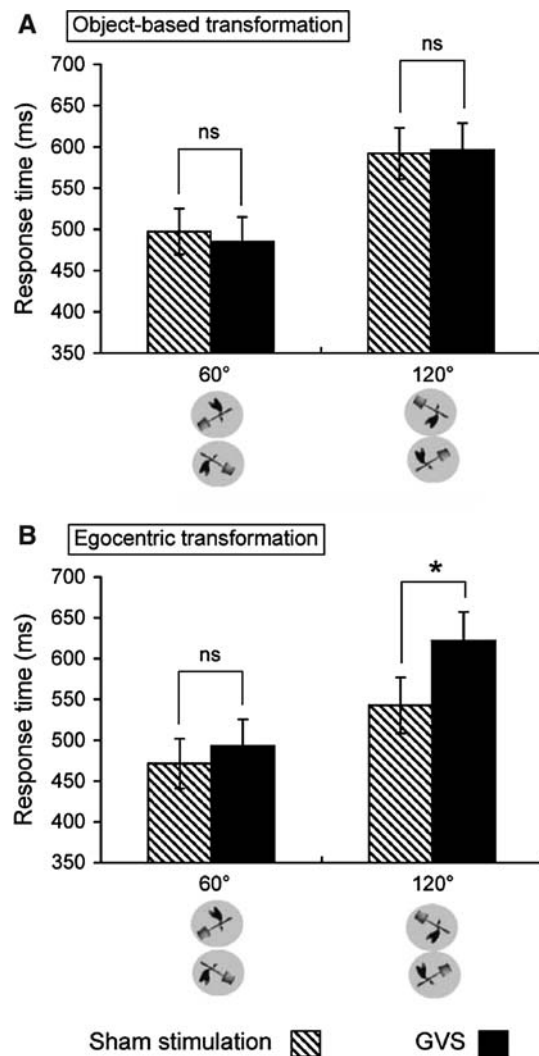 A Object-based transformation
Response time (ms)
700
650
600
550
500
450
400
350
ns
ns
60°
120°
B Egocentric transformation
Response time (ms)
700
650
600
550
500
450
400
350
ns
*
60°
120°
Sham stimulation GVS